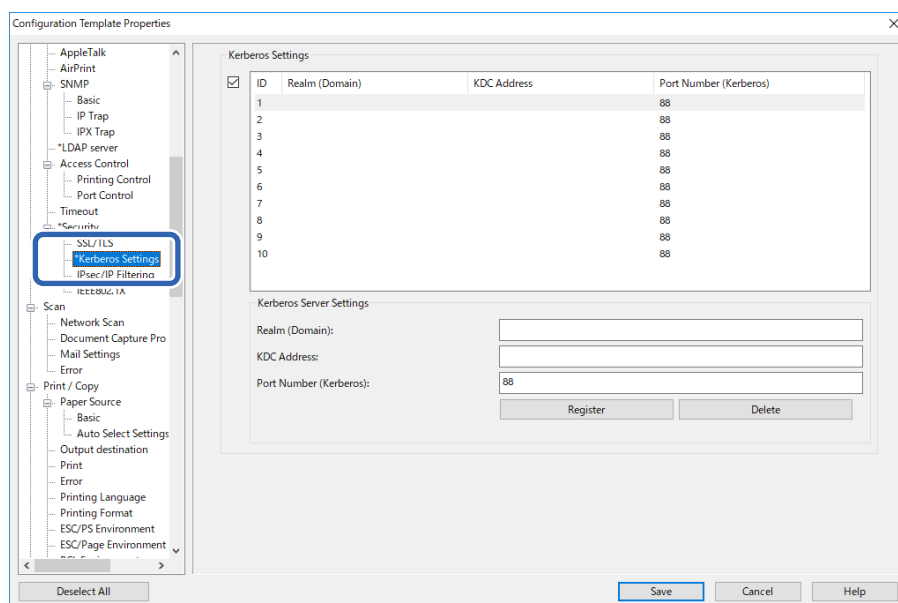 Configuration Template Properties
AppleTalk
AirPrint
SNMP
Basic
IP Trap
IPX Trap
*LDAP server
Access Control
Printing Control
Port Control
Timeout
*Security
SSL/TLS
*Kerberos Settings
IPsec/IP Filtering
IEEE802.1X
Scan
Network Scan
Document Capture Pro
Mail Settings
Error
Print / Copy
Paper Source
Basic
Auto Select Settings
Output destination
Print
Error
Printing Language
Printing Format
ESC/PS Environment
ESC/Page Environment
Kerberos Settings
ID Realm (Domain) KDC Address Port Number (Kerberos)
1 88
2 88
3 88
4 88
5 88
6 88
7 88
8 88
9 88
10 88
Kerberos Server Settings
Realm (Domain):
KDC Address:
Port Number (Kerberos): 88
Register Delete
Deselect All Save Cancel Help